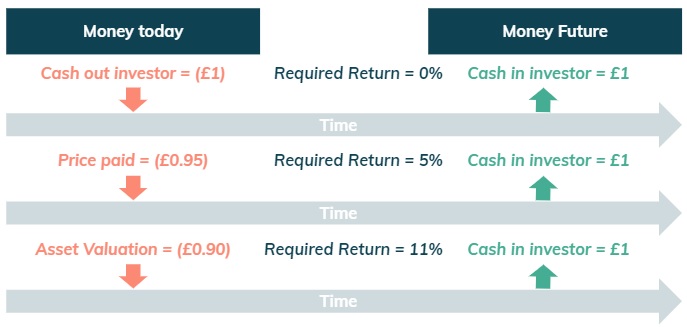 Money today
Money Future
Cash out investor = (£1) Required Return = 0% Cash in investor = £1
Time
Price paid = (£0.95) Required Return = 5% Cash in investor = £1
Time
Asset Valuation = (£0.90) Required Return = 11% Cash in investor = £1
Time